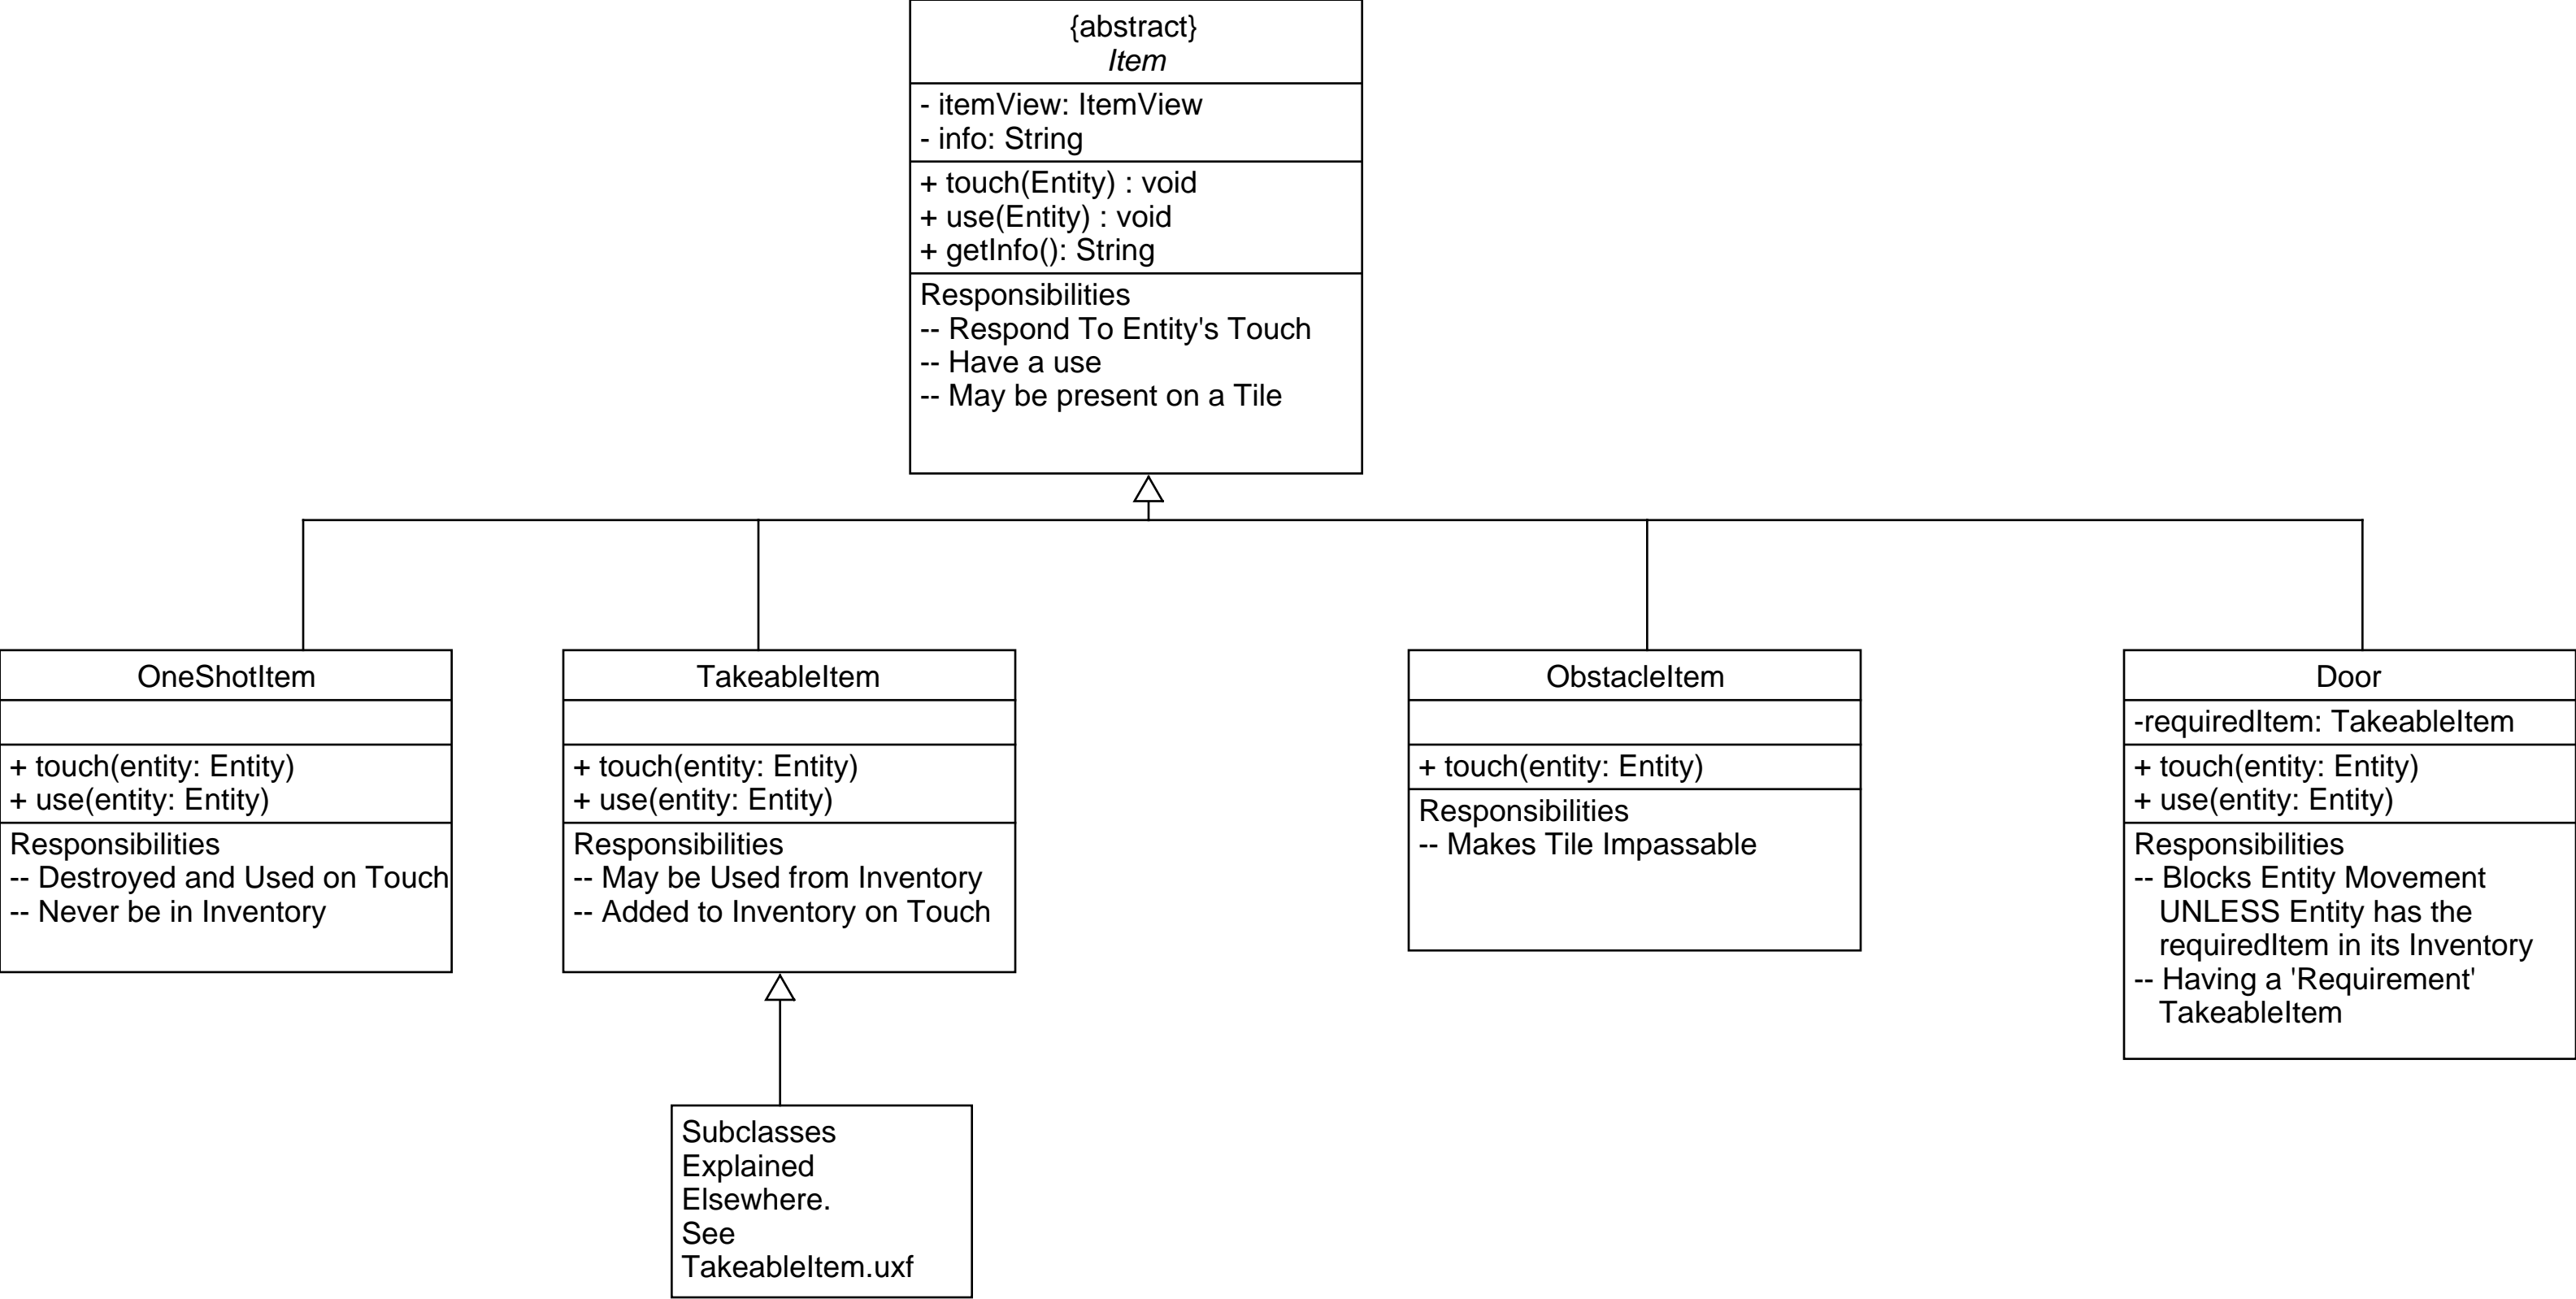 {abstract}
Item
- itemView: ItemView
- info: String
+ touch(Entity) : void
+ use(Entity) : void
+ getInfo(): String
Responsibilities
-- Respond To Entity's Touch
-- Have a use
-- May be present on a Tile
OneShotItem
+ touch(entity: Entity)
+ use(entity: Entity)
Responsibilities
-- Destroyed and Used on Touch
-- Never be in Inventory
TakeableItem
+ touch(entity: Entity)
+ use(entity: Entity)
Responsibilities
-- May be Used from Inventory
-- Added to Inventory on Touch
Subclasses
Explained
Elsewhere.
See
TakeableItem.uxf
ObstacleItem
+ touch(entity: Entity)
Responsibilities
-- Makes Tile Impassable
Door
-requiredItem: TakeableItem
+ touch(entity: Entity)
+ use(entity: Entity)
Responsibilities
-- Blocks Entity Movement
UNLESS Entity has the
requiredItem in its Inventory
-- Having a 'Requirement'
TakeableItem